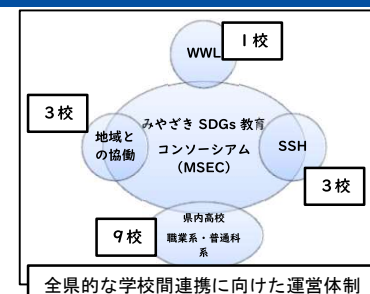 WWL
1校
3校
みやざき SDGs 教育
コンソーシアム
(MSEC)
地域と
の協働
SSH
3校
9校
県内高校
職業系・普通科
系
全県的な学校間連携に向けた運営体制